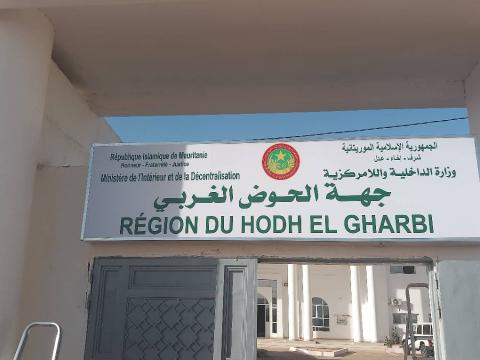 République Islamique de Mauritanie
Honneur - Fraternité - Justice
Ministère de l'Intérieur et de la Décentralisation
الجمهورية الإسلامية الموريتانية
شرف - إخاء - عدل
وزارة الداخلية واللامركزية
جهة الحوض الغربي
RÉGION DU HODH EL GHARBI